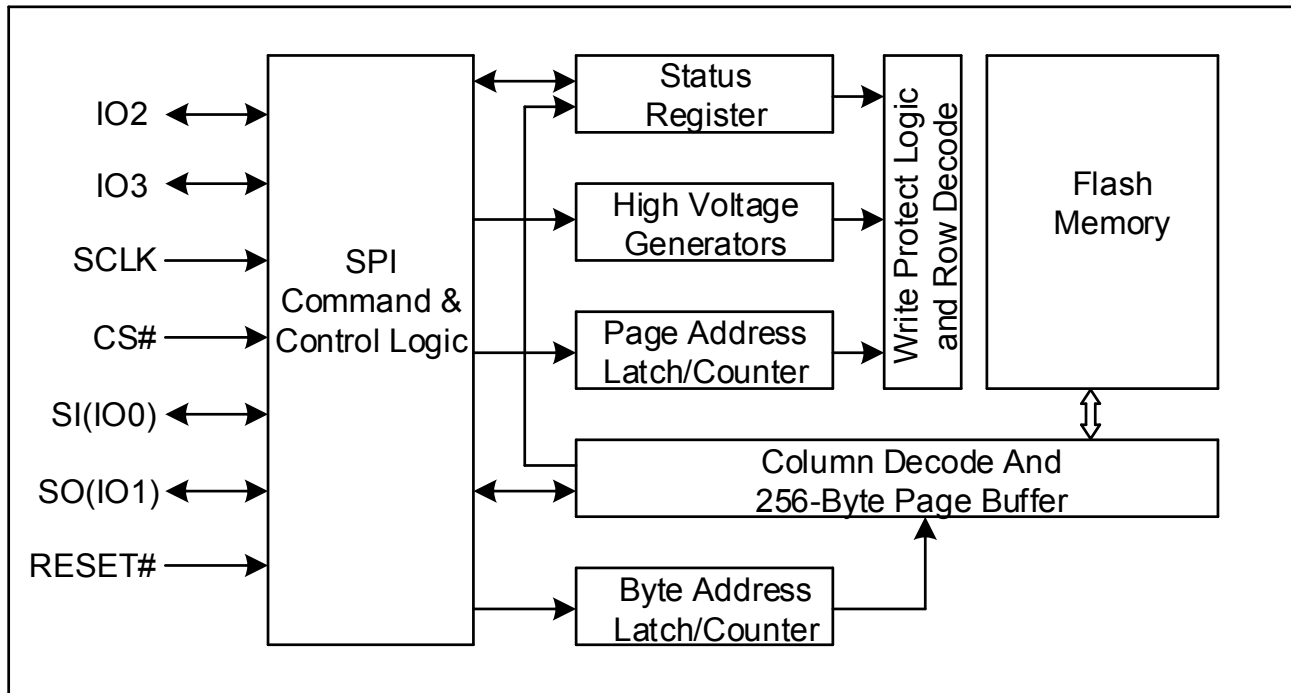 IO2
IO3
SCLK
CS#
SI(IO0)
SO(IO1)
RESET#
SPI
Command &
Control Logic
Status
Register
High Voltage
Generators
Page Address
Latch/Counter
Write Protect Logic
and Row Decode
Flash
Memory
Column Decode And
256-Byte Page Buffer
Byte Address
Latch/Counter